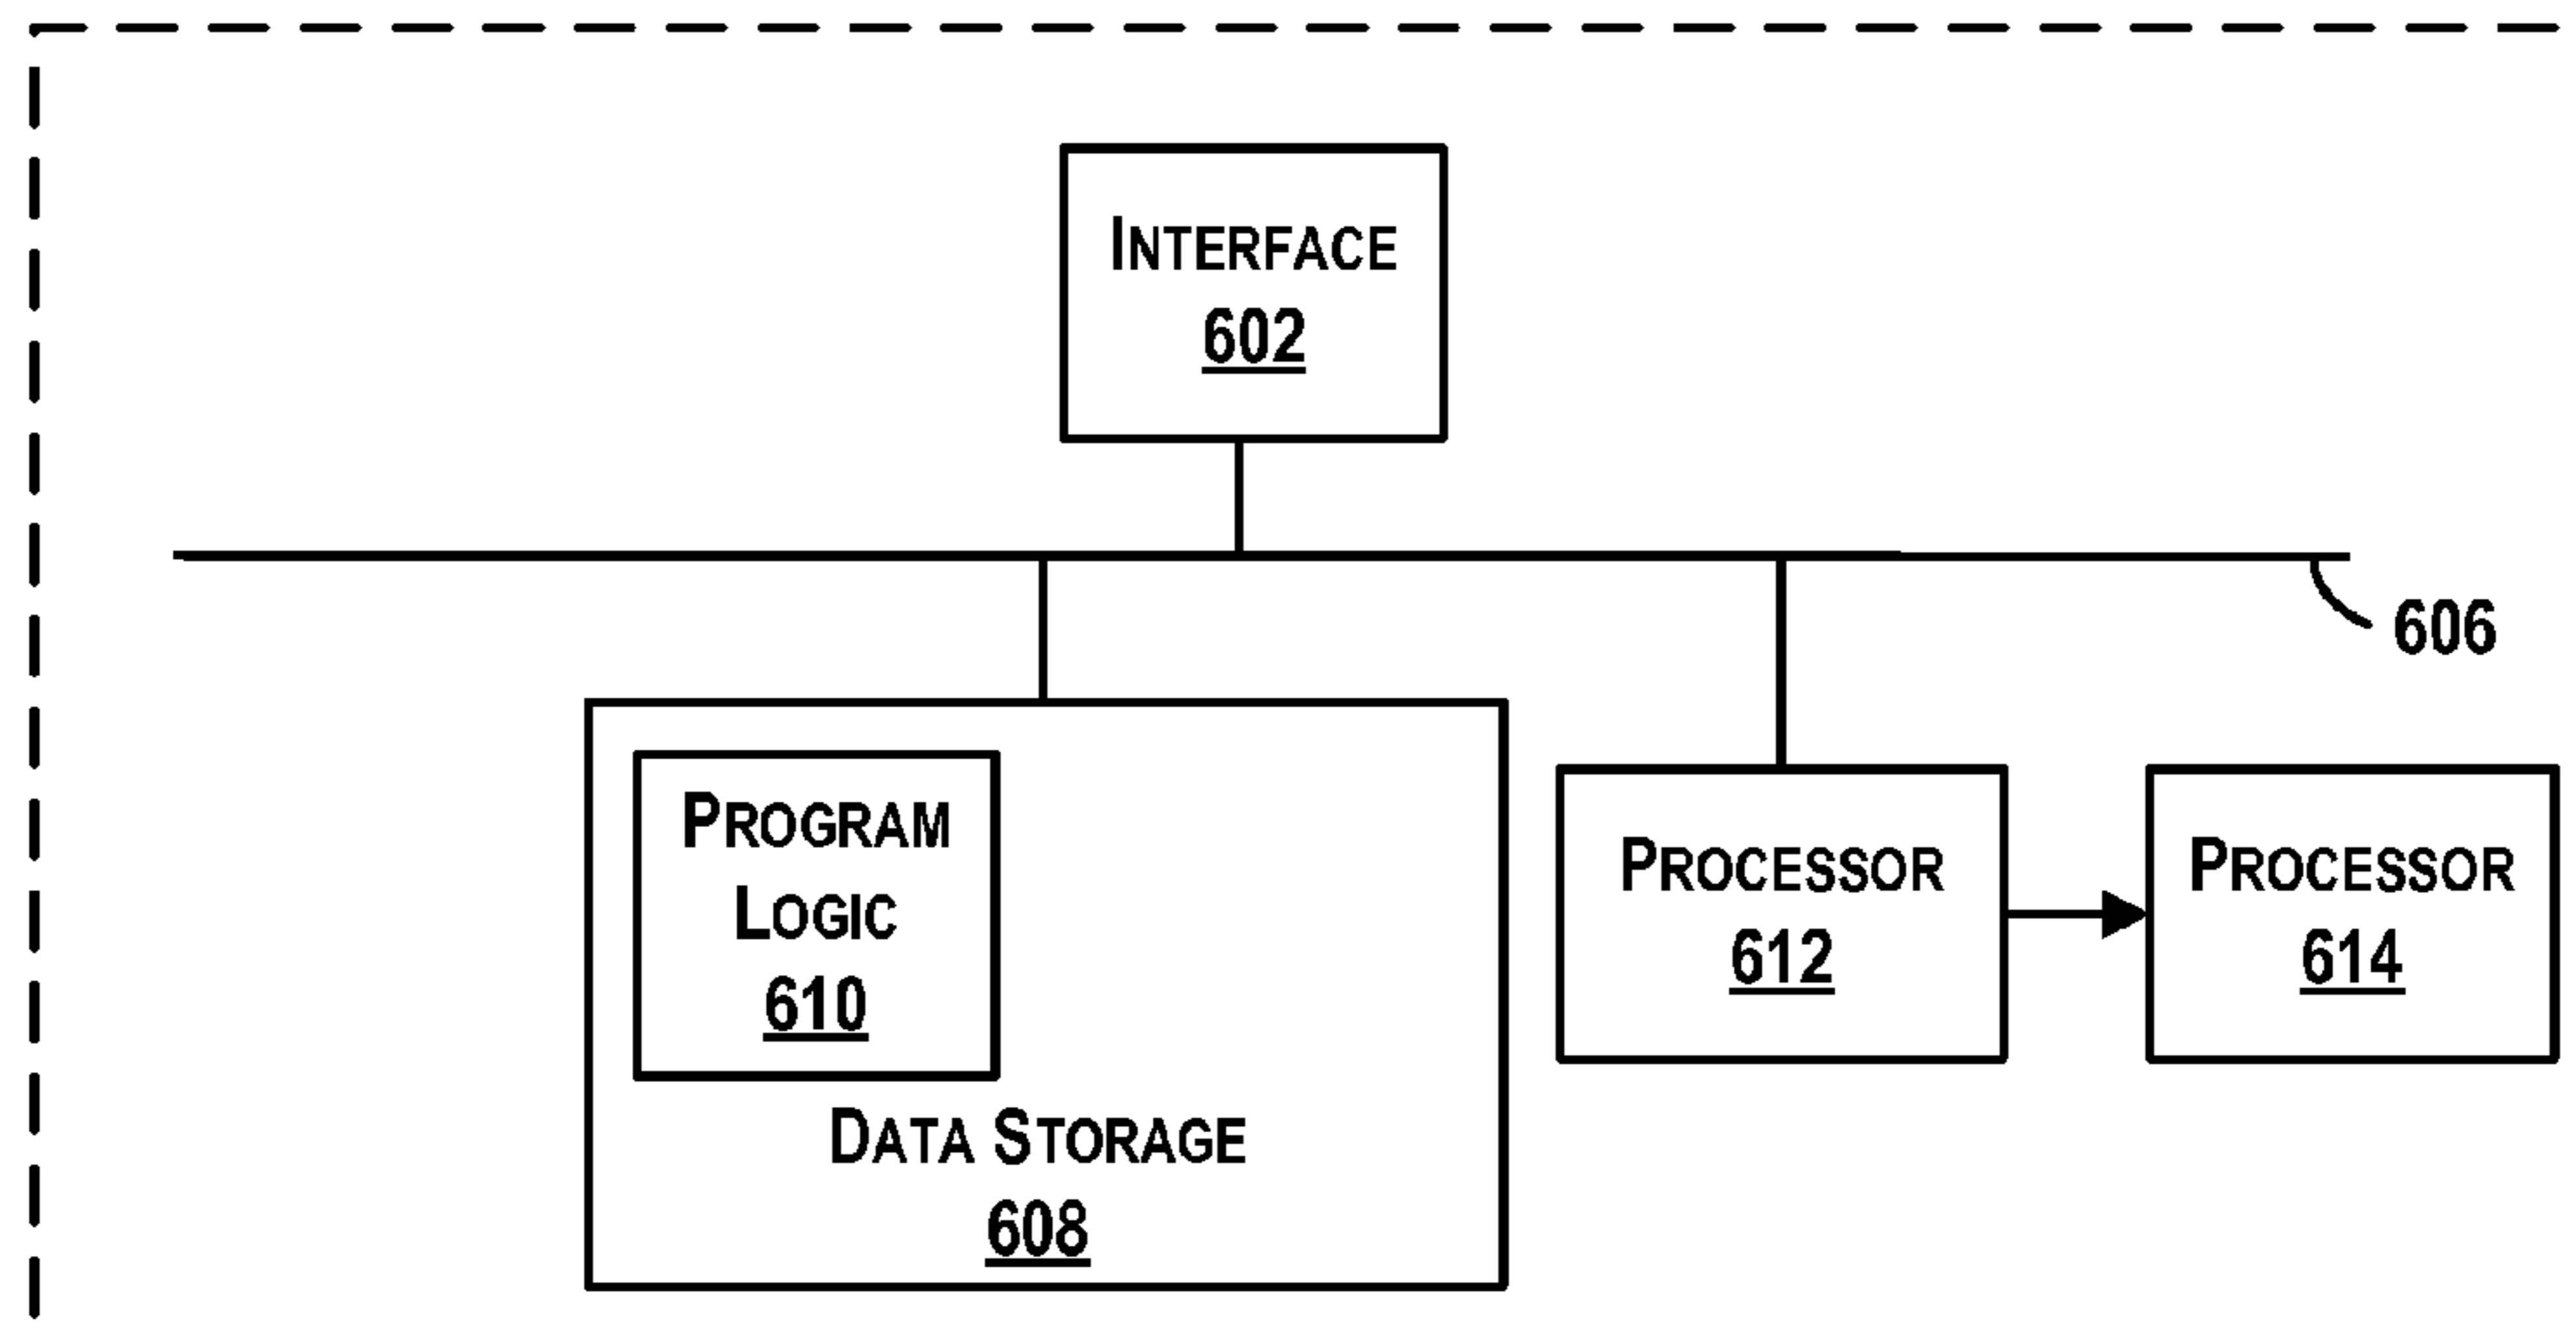 INTERFACE
602
606
PROGRAM
LOGIC
610
DATA STORAGE
608
PROCESSOR
612
PROCESSOR
614